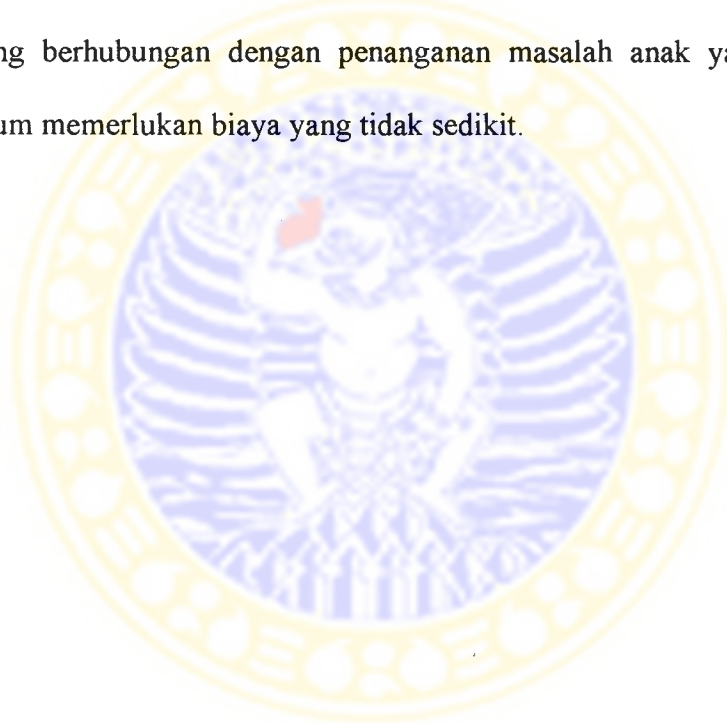 ng berhubungan dengan penanganan masalah anak ya
um memerlukan biaya yang tidak sedikit.